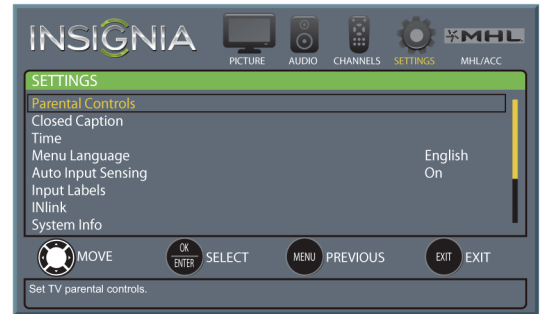 INSIGNIA
PICTURE AUDIO CHANNELS SETTINGS MHL MHL/ACC
SETTINGS
Parental Controls
Closed Caption
Time
Menu Language English
Auto Input Sensing On
Input Labels
INlink
System Info
MOVE OK ENTER SELECT MENU PREVIOUS EXIT EXIT
Set TV parental controls.